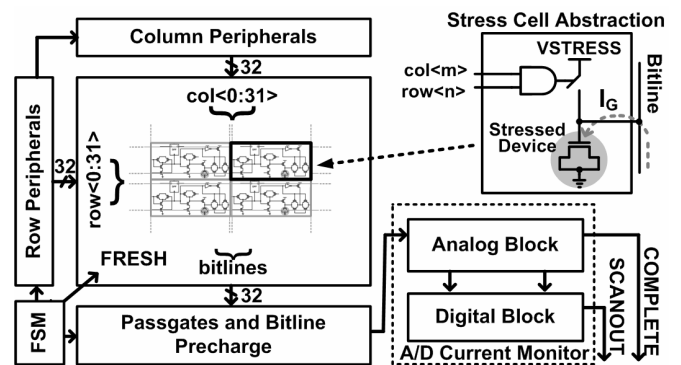 Stress Cell Abstraction
Column Peripherals
VSTRESS
32
col<m>
row<n>
col<0:31>
IG
Bitline
Stressed
Device
Row Peripherals
32
row<0:31>
FRESH
bitlines
32
Analog Block
FSM
Passgates and Bitline
Precharge
Digital Block
A/D Current Monitor
SCANOUT
COMPLETE